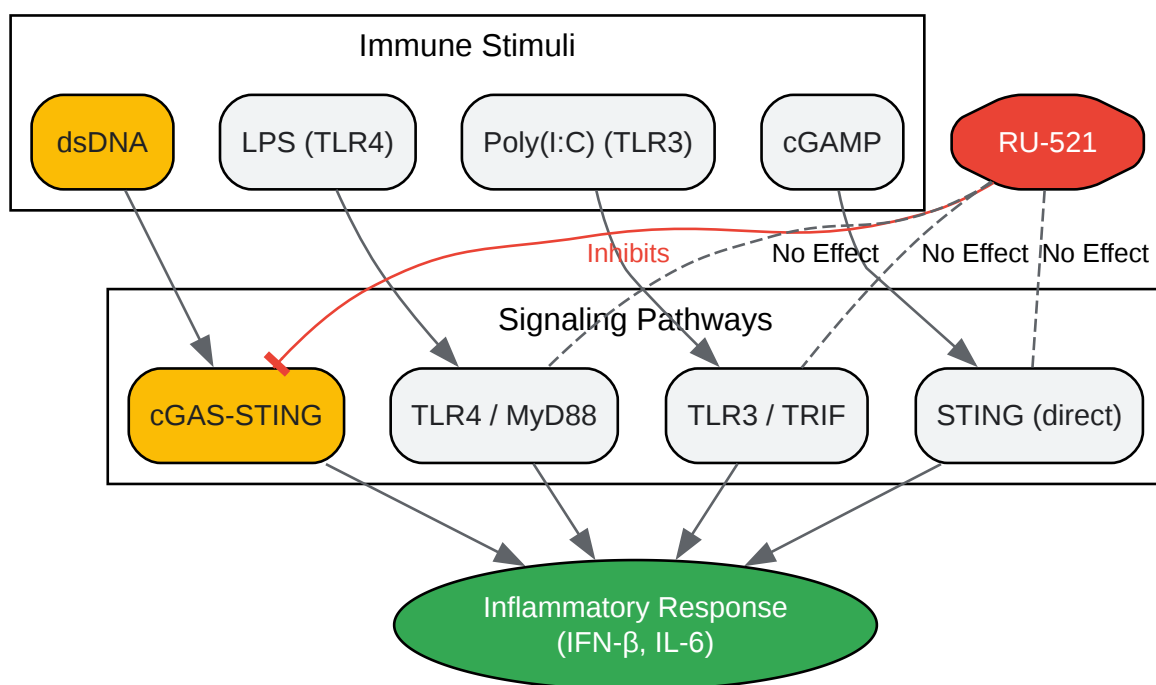 Immune Stimuli
dsDNA
LPS (TLR4)
Poly(I:C) (TLR3)
cGAMP
RU-521
Inhibits
No Effect
No Effect
No Effect
Signaling Pathways
cGAS-STING
TLR4 / MyD88
TLR3 / TRIF
STING (direct)
Inflammatory Response
(IFN-β, IL-6)